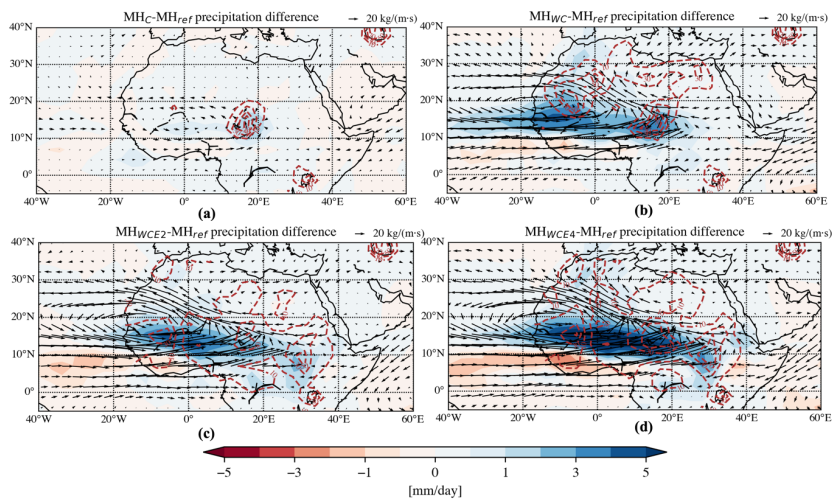 MH_C-MH_ref precipitation difference → 20 kg/(m·s)
40°N
30°N
20°N
10°N
0°
40°W 20°W 0° 20°E 40°E 60°E
(a)
MH_WC-MH_ref precipitation difference → 20 kg/(m·s)
40°N
30°N
20°N
10°N
0°
40°W 20°W 0° 20°E 40°E 60°E
(b)
MH_WCE2-MH_ref precipitation difference → 20 kg/(m·s)
40°N
30°N
20°N
10°N
0°
40°W 20°W 0° 20°E 40°E 60°E
(c)
MH_WCE4-MH_ref precipitation difference → 20 kg/(m·s)
40°N
30°N
20°N
10°N
0°
40°W 20°W 0° 20°E 40°E 60°E
(d)
-5 -3 -1 0 1 3 5
[mm/day]